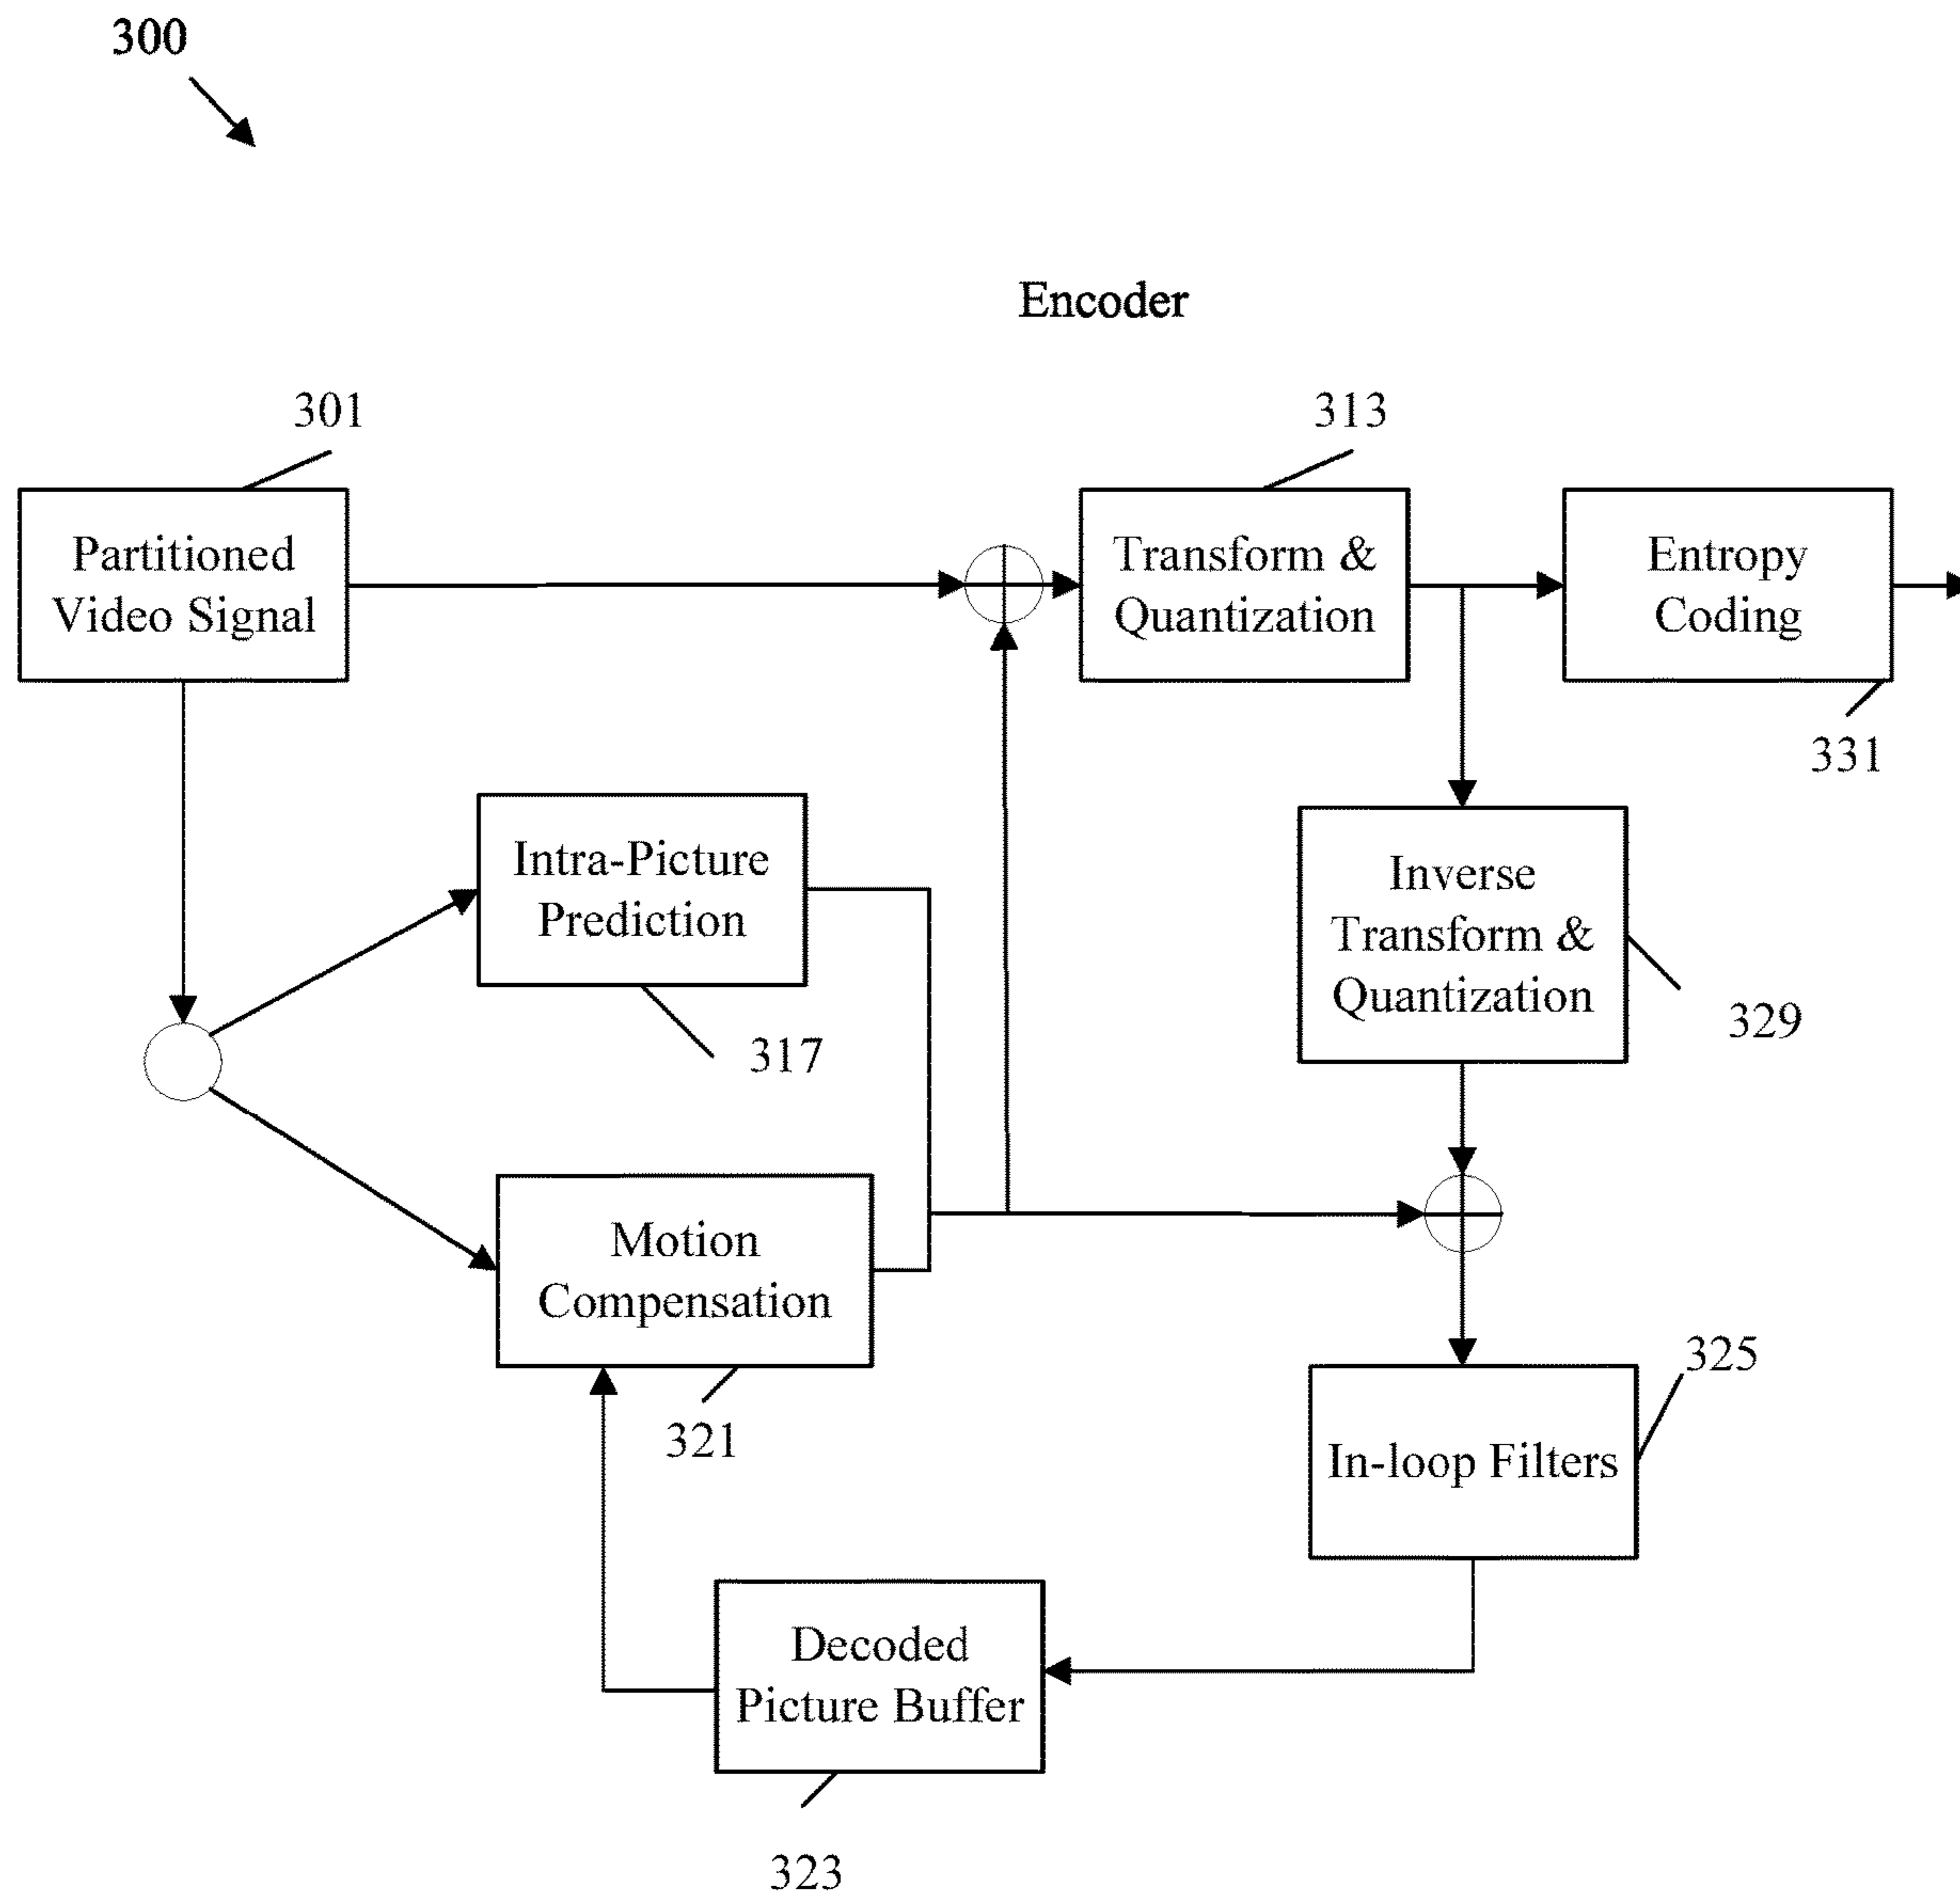 300
Encoder
301
313
Partitioned
Video Signal
Transform &
Quantization
Entropy
Coding
331
Intra-Picture
Prediction
317
Inverse
Transform &
Quantization
329
Motion
Compensation
321
325
In-loop Filters
Decoded
Picture Buffer
323